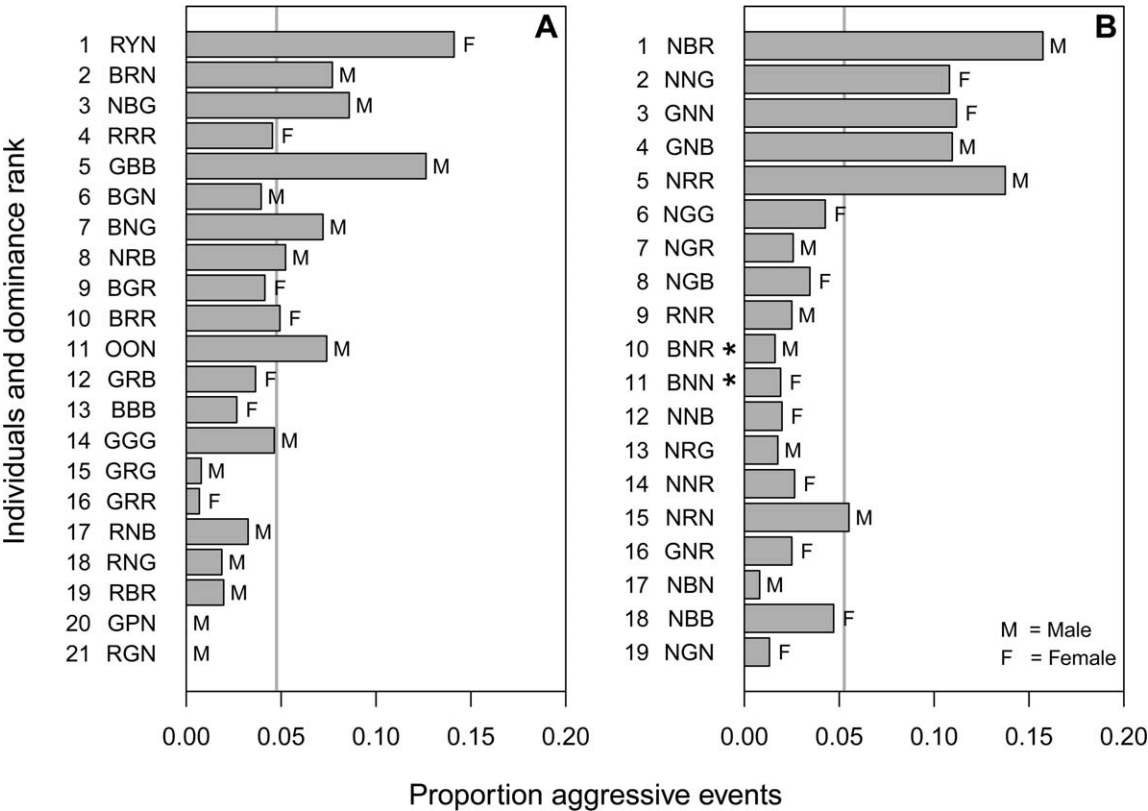 Individuals and dominance rank
A
1 RYN F
2 BRN M
3 NBG M
4 RRR F
5 GBB M
6 BGN M
7 BNG M
8 NRB M
9 BGR F
10 BRR F
11 OON M
12 GRB F
13 BBB F
14 GGG M
15 GRG M
16 GRR F
17 RNB M
18 RNG M
19 RBR M
20 GPN M
21 RGN M
0.00 0.05 0.10 0.15 0.20
B
1 NBR M
2 NNG F
3 GNN F
4 GNB M
5 NRR M
6 NGG F
7 NGR M
8 NGB F
9 RNR M
10 BNR * M
11 BNN * F
12 NNB F
13 NRG M
14 NNR F
15 NRN M
16 GNR F
17 NBN M
18 NBB F
19 NGN F
M = Male
F = Female
0.00 0.05 0.10 0.15 0.20
Proportion aggressive events